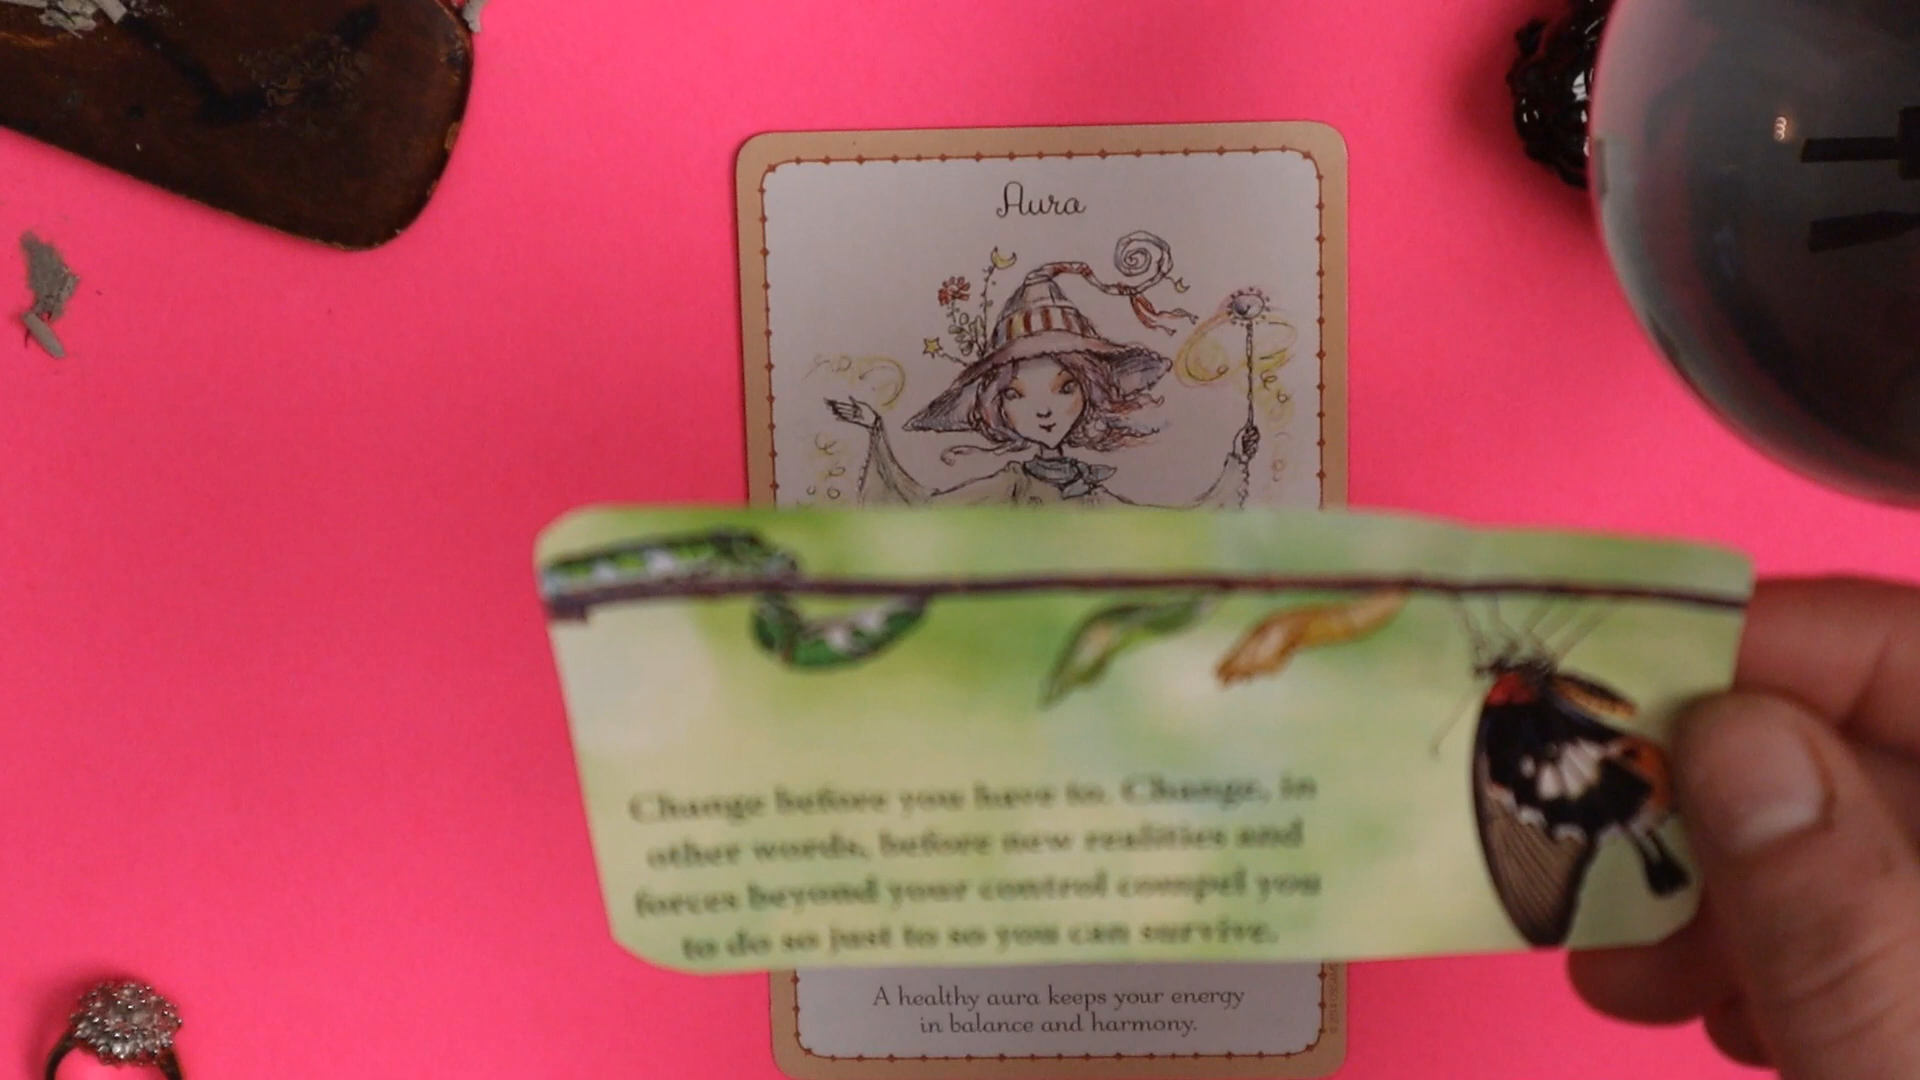 Aura
Change before you have to. Change, in
other words, before new realities and
forces beyond your control compel you
to do so just to so you can survive.
A healthy aura keeps your energy
in balance and harmony.